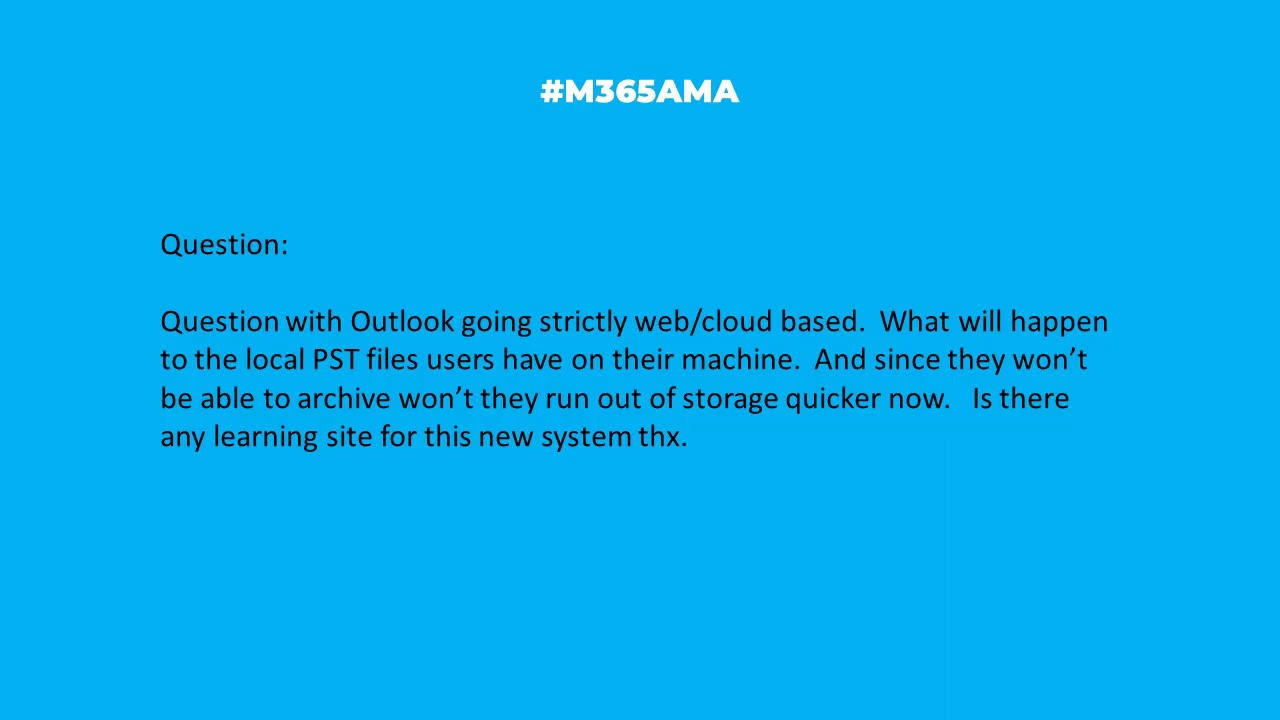 #M365AMA
Question:
Question with Outlook going strictly web/cloud based.  What will happen
to the local PST files users have on their machine.  And since they won’t
be able to archive won’t they run out of storage quicker now.   Is there
any learning site for this new system thx.